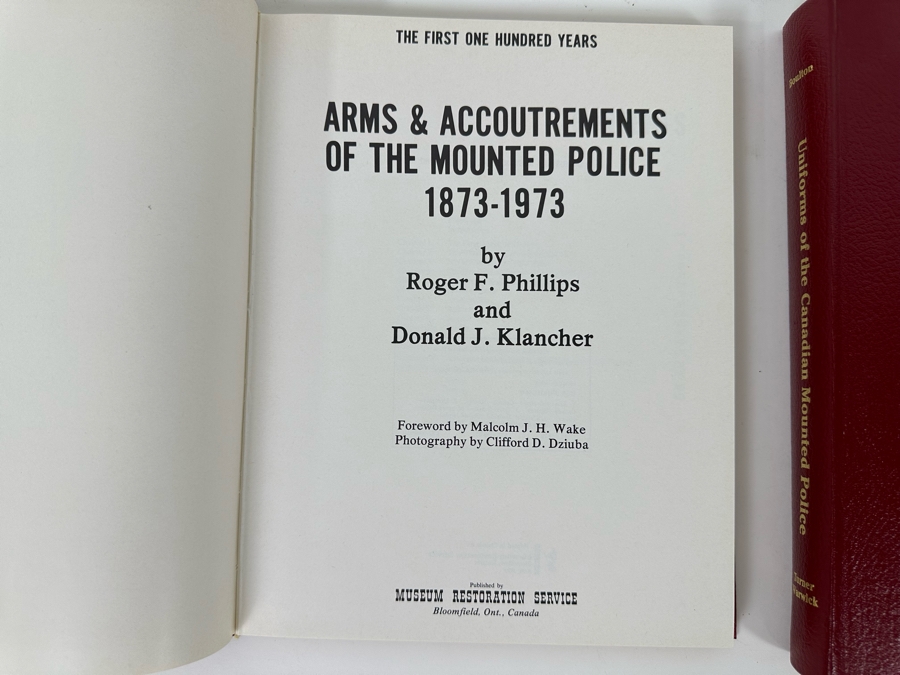 THE FIRST ONE HUNDRED YEARS
ARMS & ACCOUTREMENTS
OF THE MOUNTED POLICE
1873-1973
by
Roger F. Phillips
and
Donald J. Klancher
Foreword by Malcolm J. H. Wake
Photography by Clifford D. Dziuba
Published by
MUSEUM RESTORATION SERVICE
Bloomfield, Ont., Canada
Boulton
Uniforms of the Canadian Mounted Police
Turner
Warwick